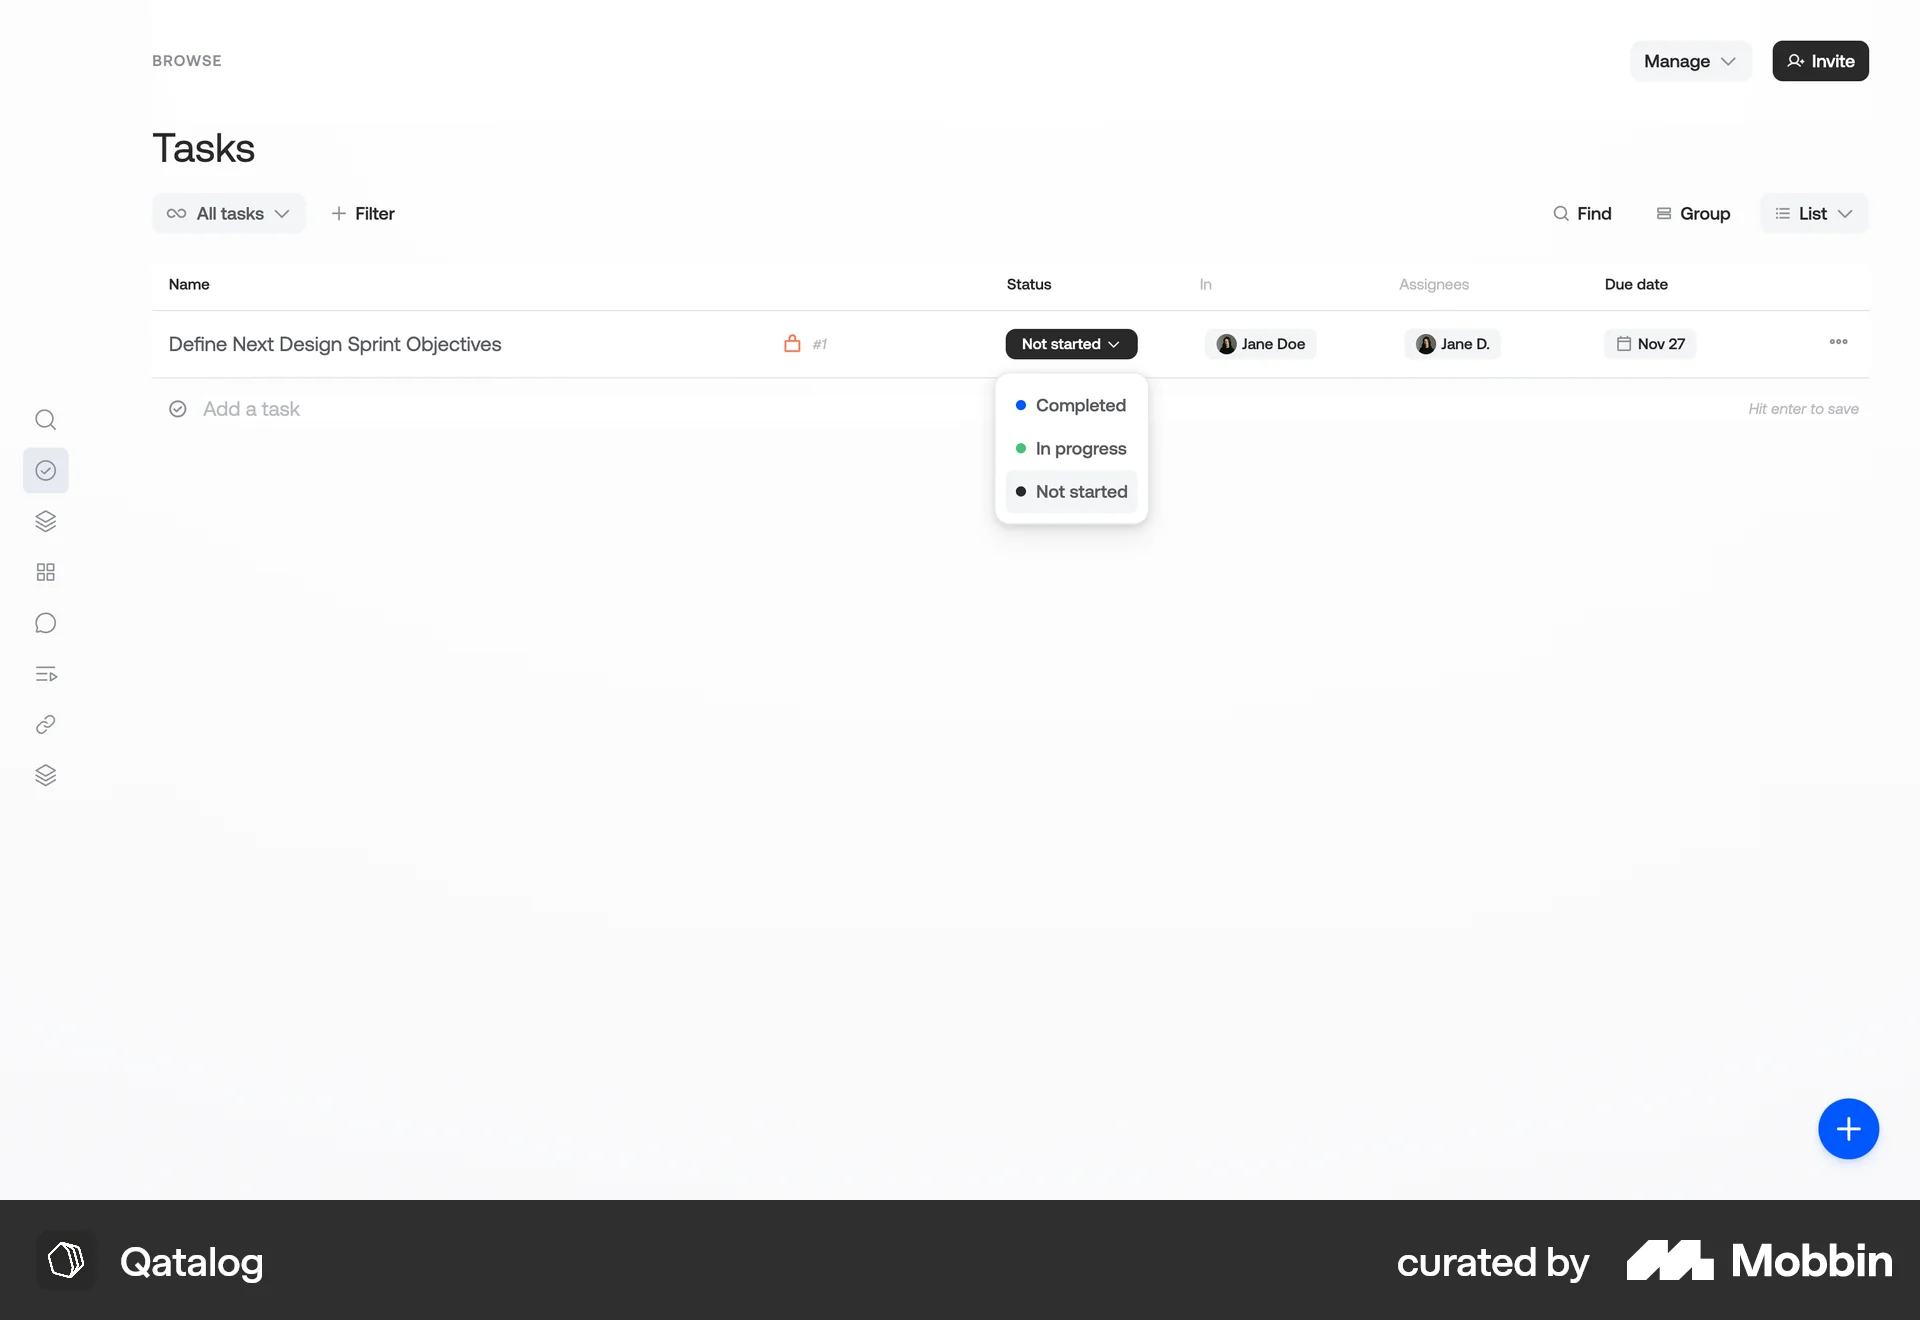 BROWSE
Manage
Invite
Tasks
All tasks
Filter
Find
Group
List
Name
Status
In
Assignees
Due date
Define Next Design Sprint Objectives
#1
Not started
Jane Doe
Jane D.
Nov 27
Add a task
Hit enter to save
Completed
In progress
Not started
Qatalog
curated by
Mobbin